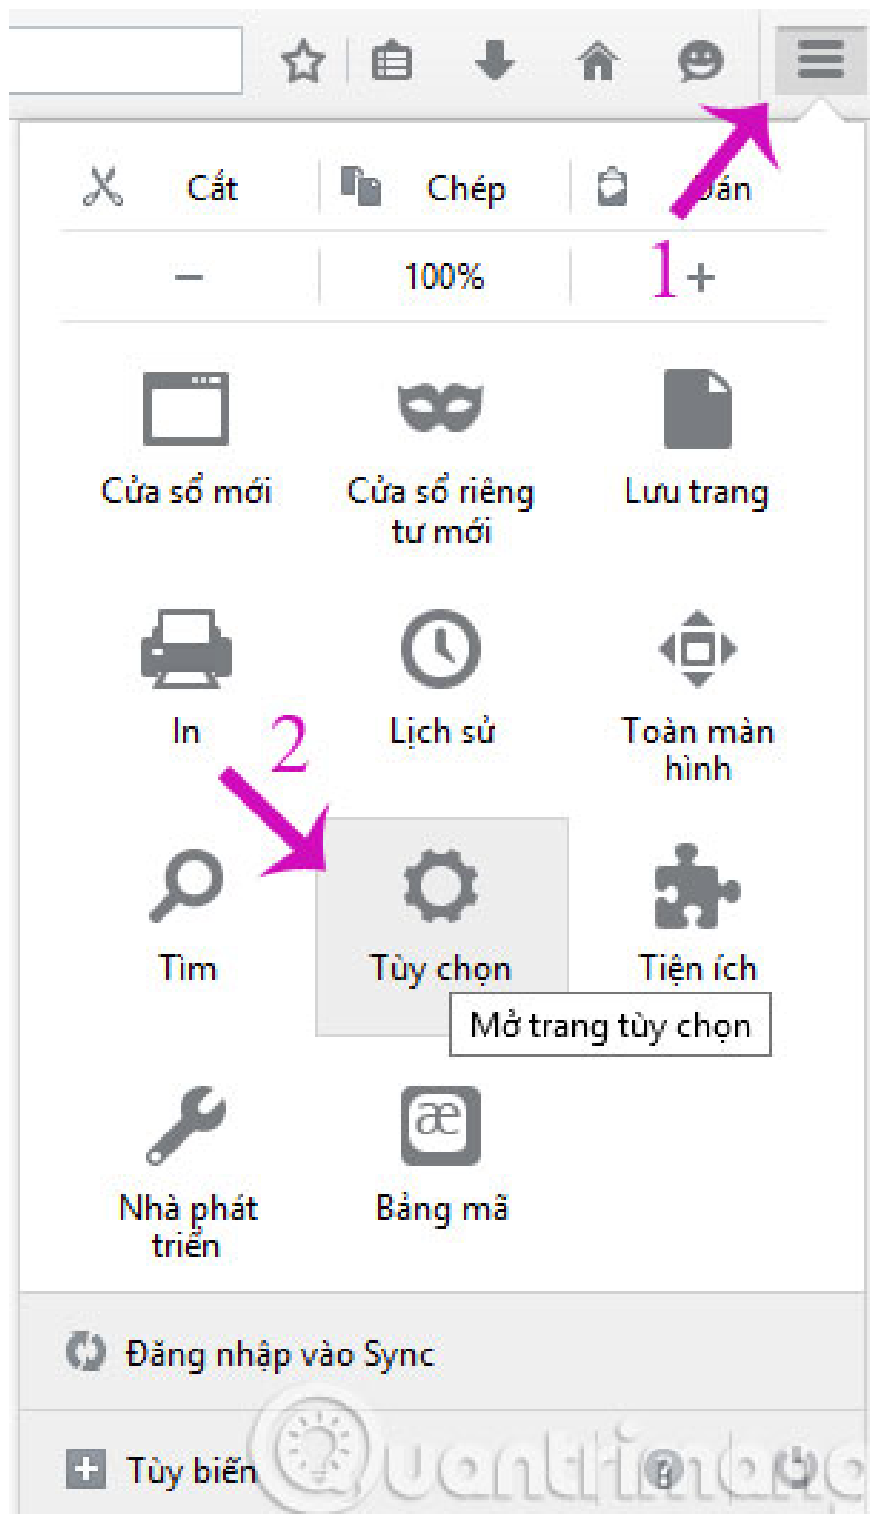 Cắt Chép Dán
100%
1
Cửa sổ mới Cửa sổ riêng Lưu trang
tư mới
In Lịch sử Toàn màn
hình
2
Tìm Tùy chọn Tiện ích
Mở trang tùy chọn
æ
Nhà phát Bảng mã
triển
Đăng nhập vào Sync
Tùy biến
Quantrimang